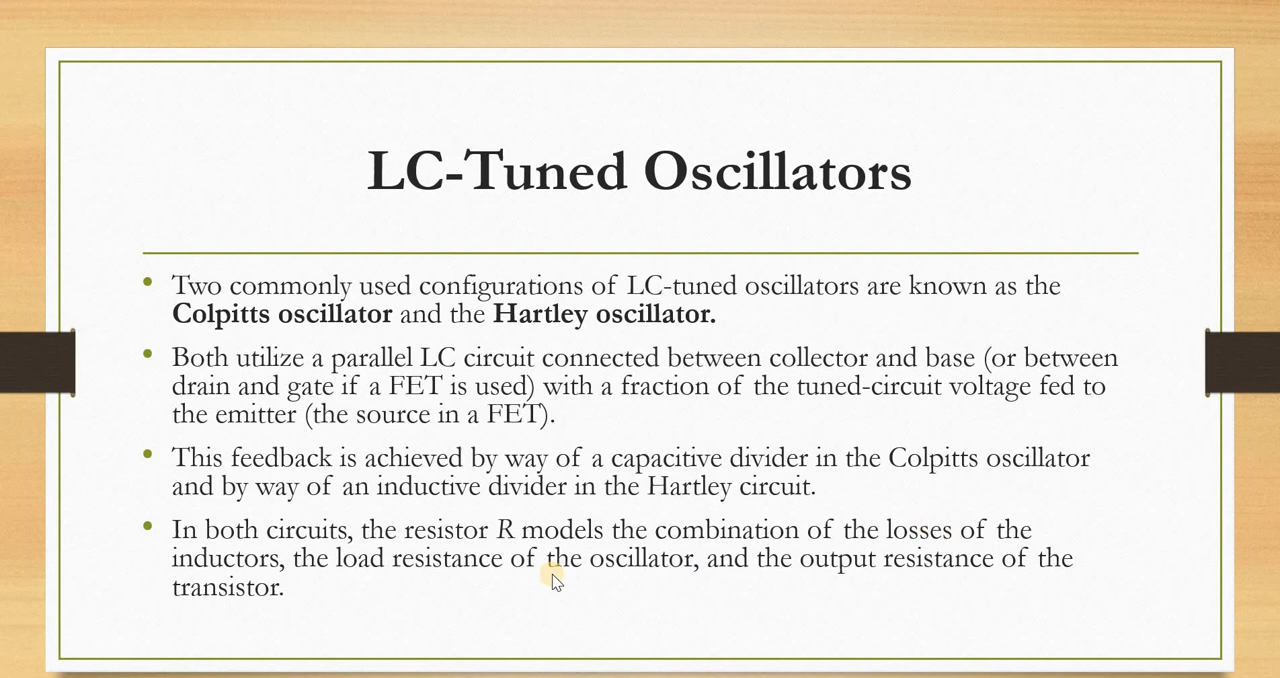 LC-Tuned Oscillators
• Two commonly used configurations of LC-tuned oscillators are known as the
Colpitts oscillator and the Hartley oscillator.
• Both utilize a parallel LC circuit connected between collector and base (or between
drain and gate if a FET is used) with a fraction of the tuned-circuit voltage fed to
the emitter (the source in a FET).
• This feedback is achieved by way of a capacitive divider in the Colpitts oscillator
and by way of an inductive divider in the Hartley circuit.
• In both circuits, the resistor R models the combination of the losses of the
inductors, the load resistance of the oscillator, and the output resistance of the
transistor.